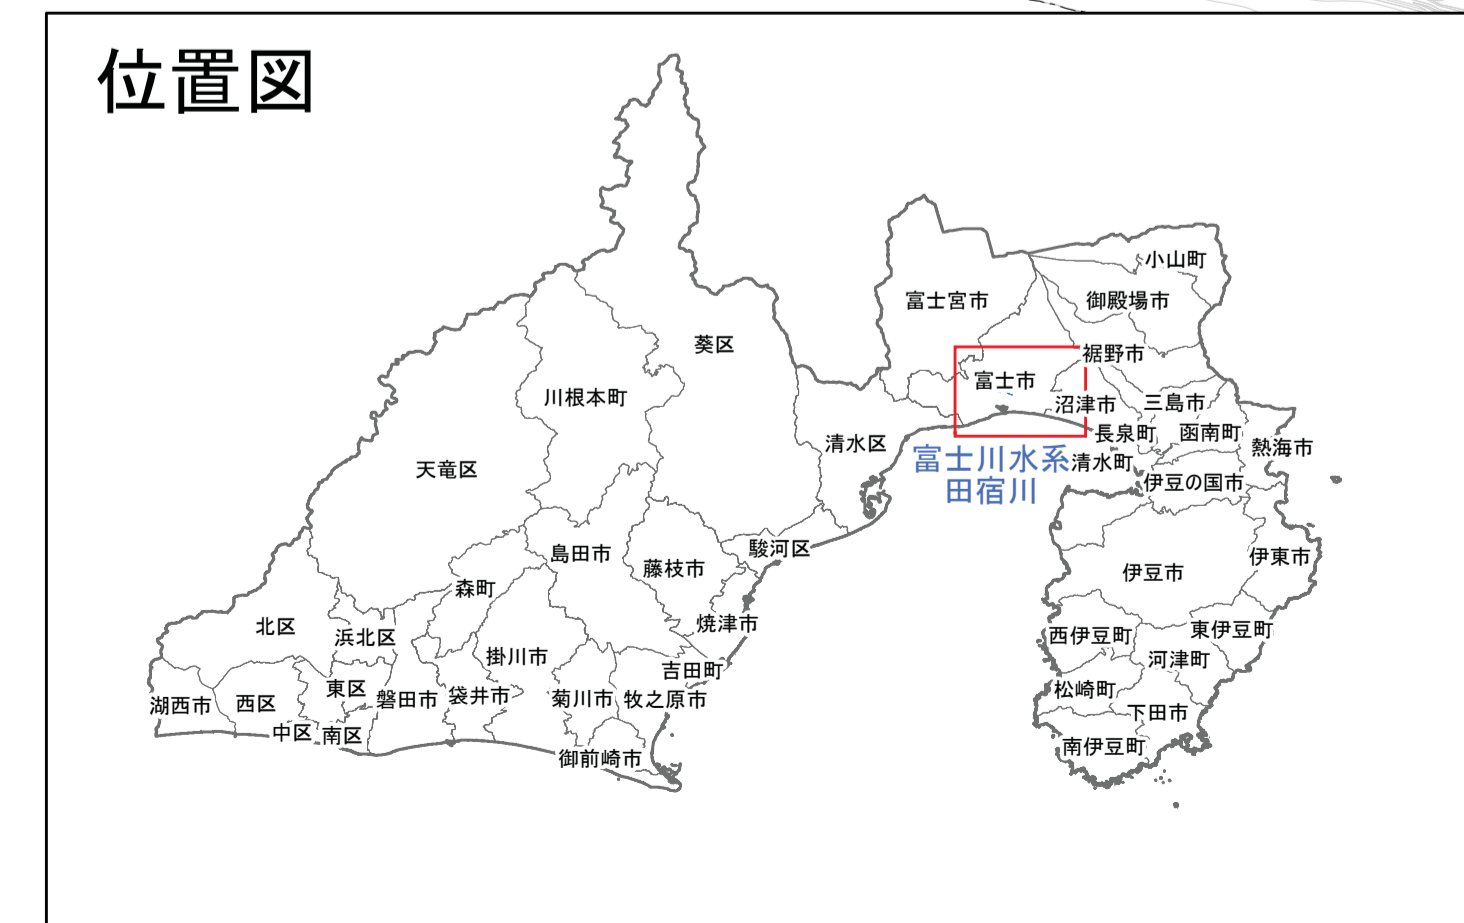 位置図
小山町
富士宮市
御殿場市
葵区
裾野市
富士市
川根本町
沼津市
三島市
長泉町
函南町
清水区
熱海市
富士川水系
田宿川
清水町
天竜区
伊豆の国市
駿河区
島田市
伊東市
藤枝市
伊豆市
森町
焼津市
北区
浜北区
西伊豆町
東伊豆町
掛川市
河津町
吉田町
東区
松崎町
磐田市
袋井市
菊川市
牧之原市
湖西市
西区
下田市
中区
南区
南伊豆町
御前崎市